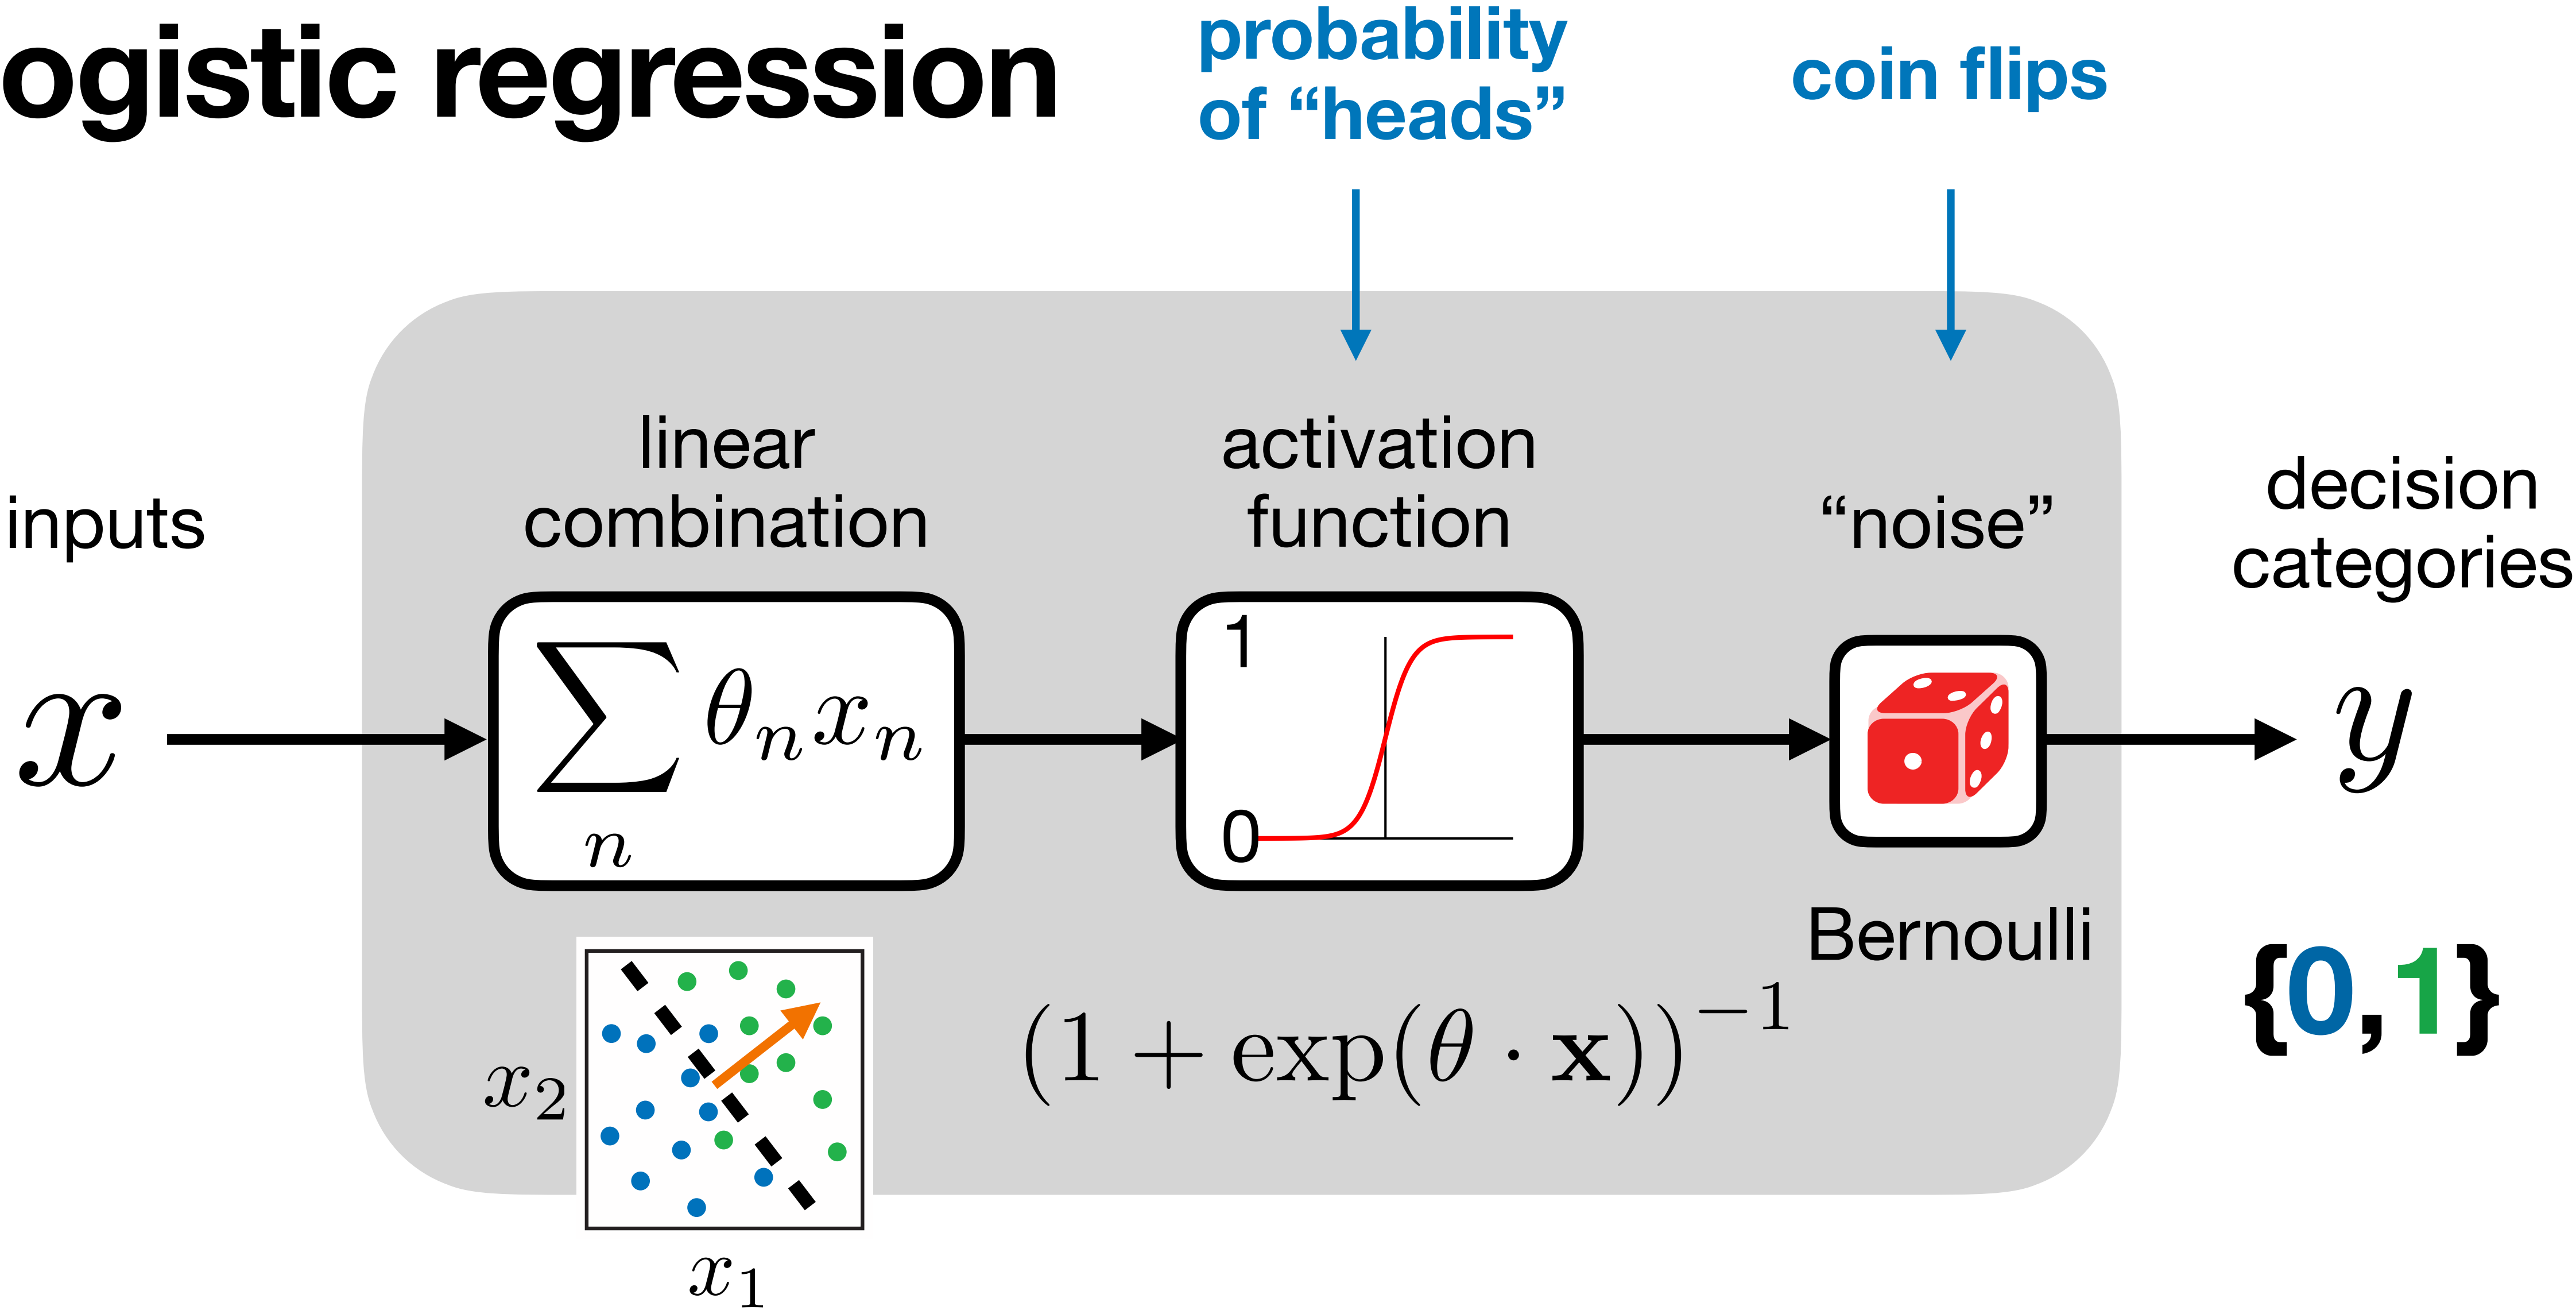 ogistic regression
probability
of “heads”
coin flips
inputs
linear
combination
activation
function
“noise”
decision
categories
x
∑ θₙxₙ
n
1
0
y
Bernoulli
x₂
x₁
(1 + exp(θ · x))⁻¹
{0,1}